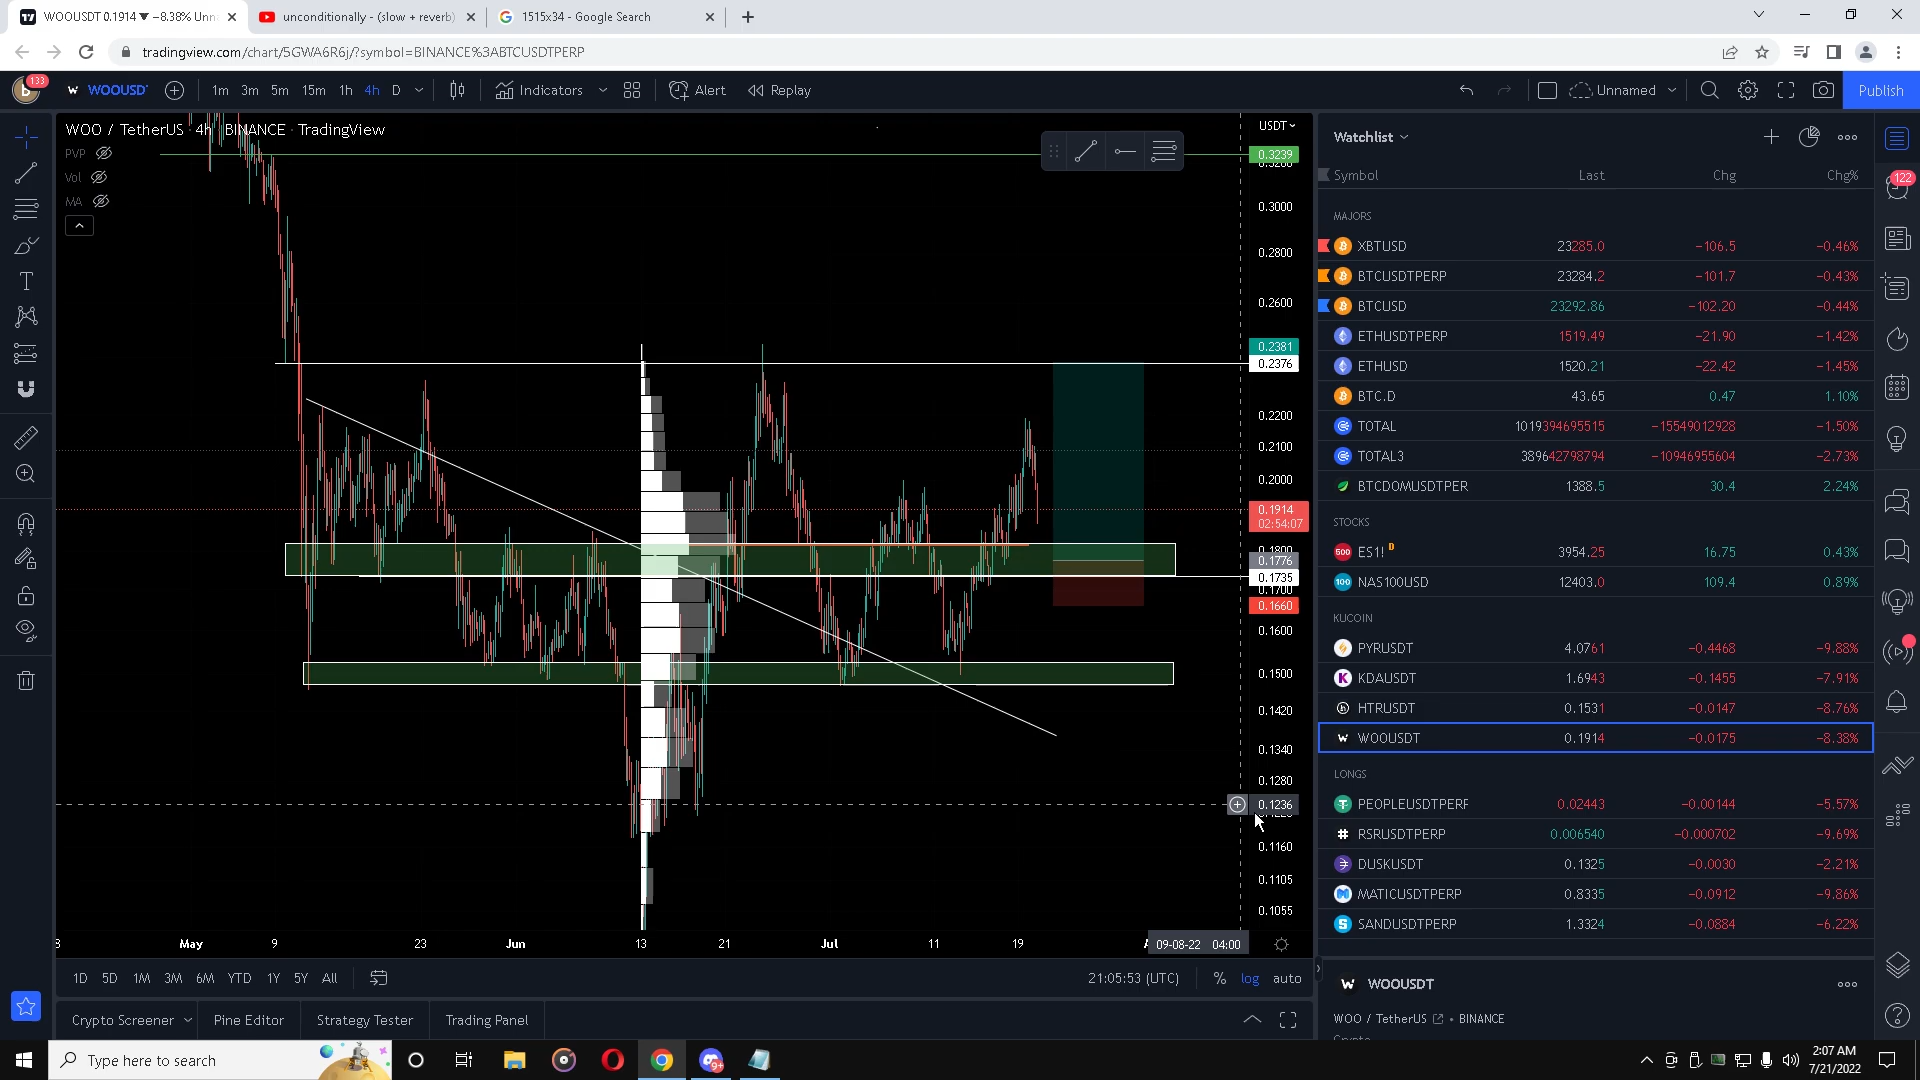 WOOUSDT 0.1914 ▼ −8.38% Unn
unconditionally - (slow + reverb)
1515x34 - Google Search
tradingview.com/chart/5GWA6R6j/?symbol=BINANCE%3ABTCUSDTPERP
133
WOOUSD
1m 3m 5m 15m 1h 4h D
Indicators
Alert
Replay
Unnamed
Publish
WOO / TetherUS · 4h · BINANCE · TradingView
PVP
Vol
MA
USDT
0.3239
0.3000
0.2800
0.2600
0.2381
0.2376
0.2200
0.2100
0.2000
0.1914
02:54:07
0.1800
0.1776
0.1735
0.1700
0.1660
0.1600
0.1500
0.1420
0.1340
0.1280
0.1236
0.1160
0.1105
0.1055
8 May 9 23 Jun 13 21 Jul 11 19 09-08-22 04:00
1D 5D 1M 3M 6M YTD 1Y 5Y All
21:05:53 (UTC)
% log auto
Crypto Screener
Pine Editor
Strategy Tester
Trading Panel
Watchlist
Symbol Last Chg Chg%
MAJORS
XBTUSD 23285.0 −106.5 −0.46%
BTCUSDTPERP 23284.2 −101.7 −0.43%
BTCUSD 23292.86 −102.20 −0.44%
ETHUSDTPERP 1519.49 −21.90 −1.42%
ETHUSD 1520.21 −22.42 −1.45%
BTC.D 43.65 0.47 1.10%
TOTAL 1019394695515 −15549012928 −1.50%
TOTAL3 389642798794 −10946955604 −2.73%
BTCDOMUSDTPER 1388.5 30.4 2.24%
STOCKS
500 ES1! D 3954.25 16.75 0.43%
100 NAS100USD 12403.0 109.4 0.89%
KUCOIN
PYRUSDT 4.0761 −0.4468 −9.88%
KDAUSDT 1.6943 −0.1455 −7.91%
HTRUSDT 0.1531 −0.0147 −8.76%
WOOUSDT 0.1914 −0.0175 −8.38%
LONGS
PEOPLEUSDTPERP 0.02443 −0.00144 −5.57%
RSRUSDTPERP 0.006540 −0.000702 −9.69%
DUSKUSDT 0.1325 −0.0030 −2.21%
MATICUSDTPERP 0.8335 −0.0912 −9.86%
SANDUSDTPERP 1.3324 −0.0884 −6.22%
WOOUSDT
WOO / TetherUS • BINANCE
122
Type here to search
9+
2:07 AM
7/21/2022